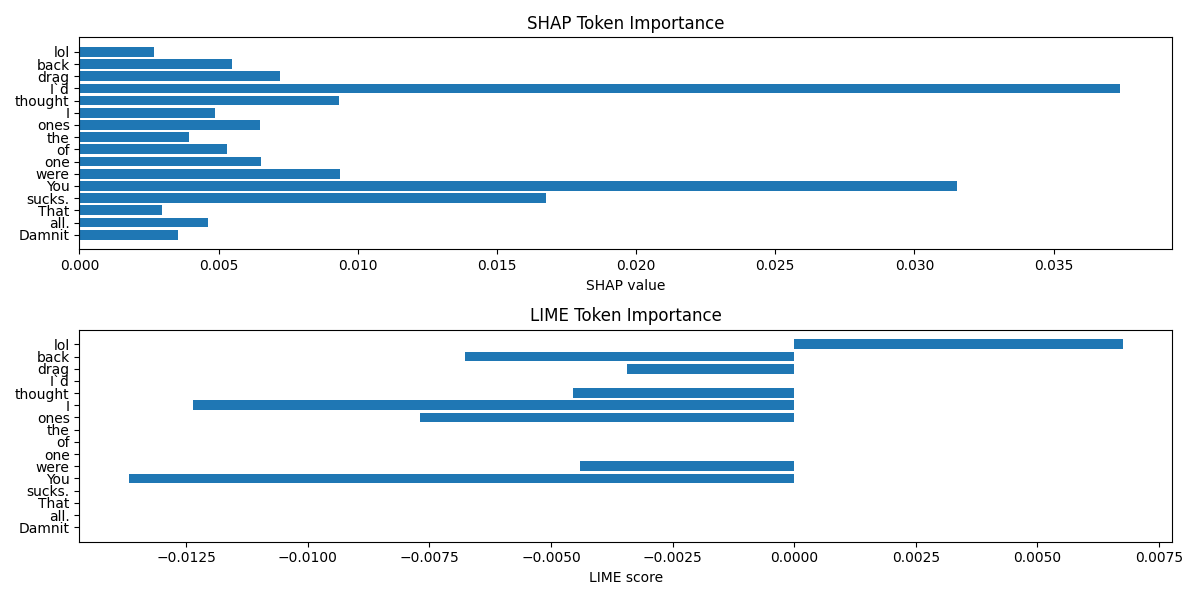 SHAP Token Importance
lol
back
drag
I`d
thought
I
ones
the
of
one
were
You
sucks.
That
all.
Damnit
0.000 0.005 0.010 0.015 0.020 0.025 0.030 0.035
SHAP value
LIME Token Importance
lol
back
drag
I`d
thought
I
ones
the
of
one
were
You
sucks.
That
all.
Damnit
−0.0125 −0.0100 −0.0075 −0.0050 −0.0025 0.0000 0.0025 0.0050 0.0075
LIME score